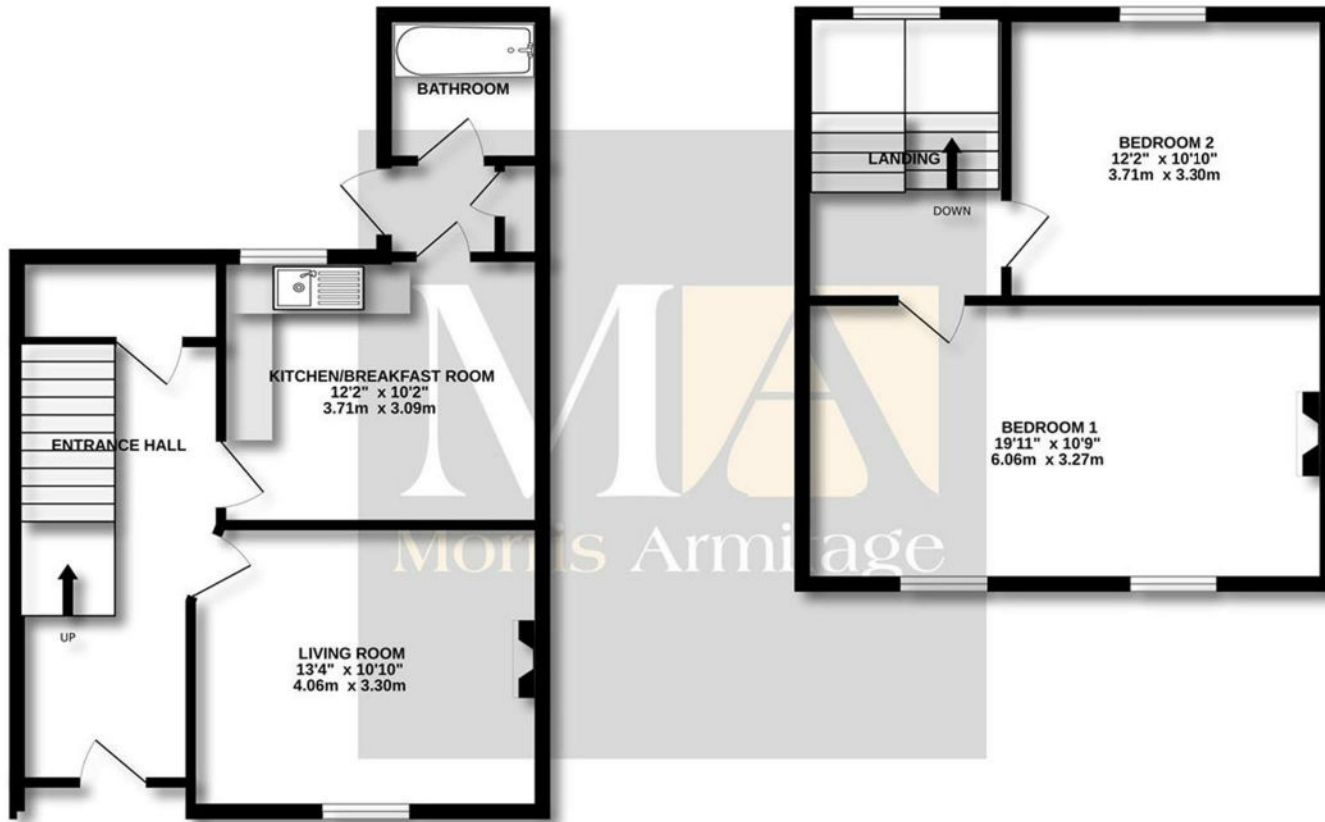 BATHROOM
KITCHEN/BREAKFAST ROOM
12'2" x 10'2"
3.71m x 3.09m
ENTRANCE HALL
UP
LIVING ROOM
13'4" x 10'10"
4.06m x 3.30m
LANDING
DOWN
BEDROOM 2
12'2" x 10'10"
3.71m x 3.30m
BEDROOM 1
19'11" x 10'9"
6.06m x 3.27m
MA
Morris Armitage